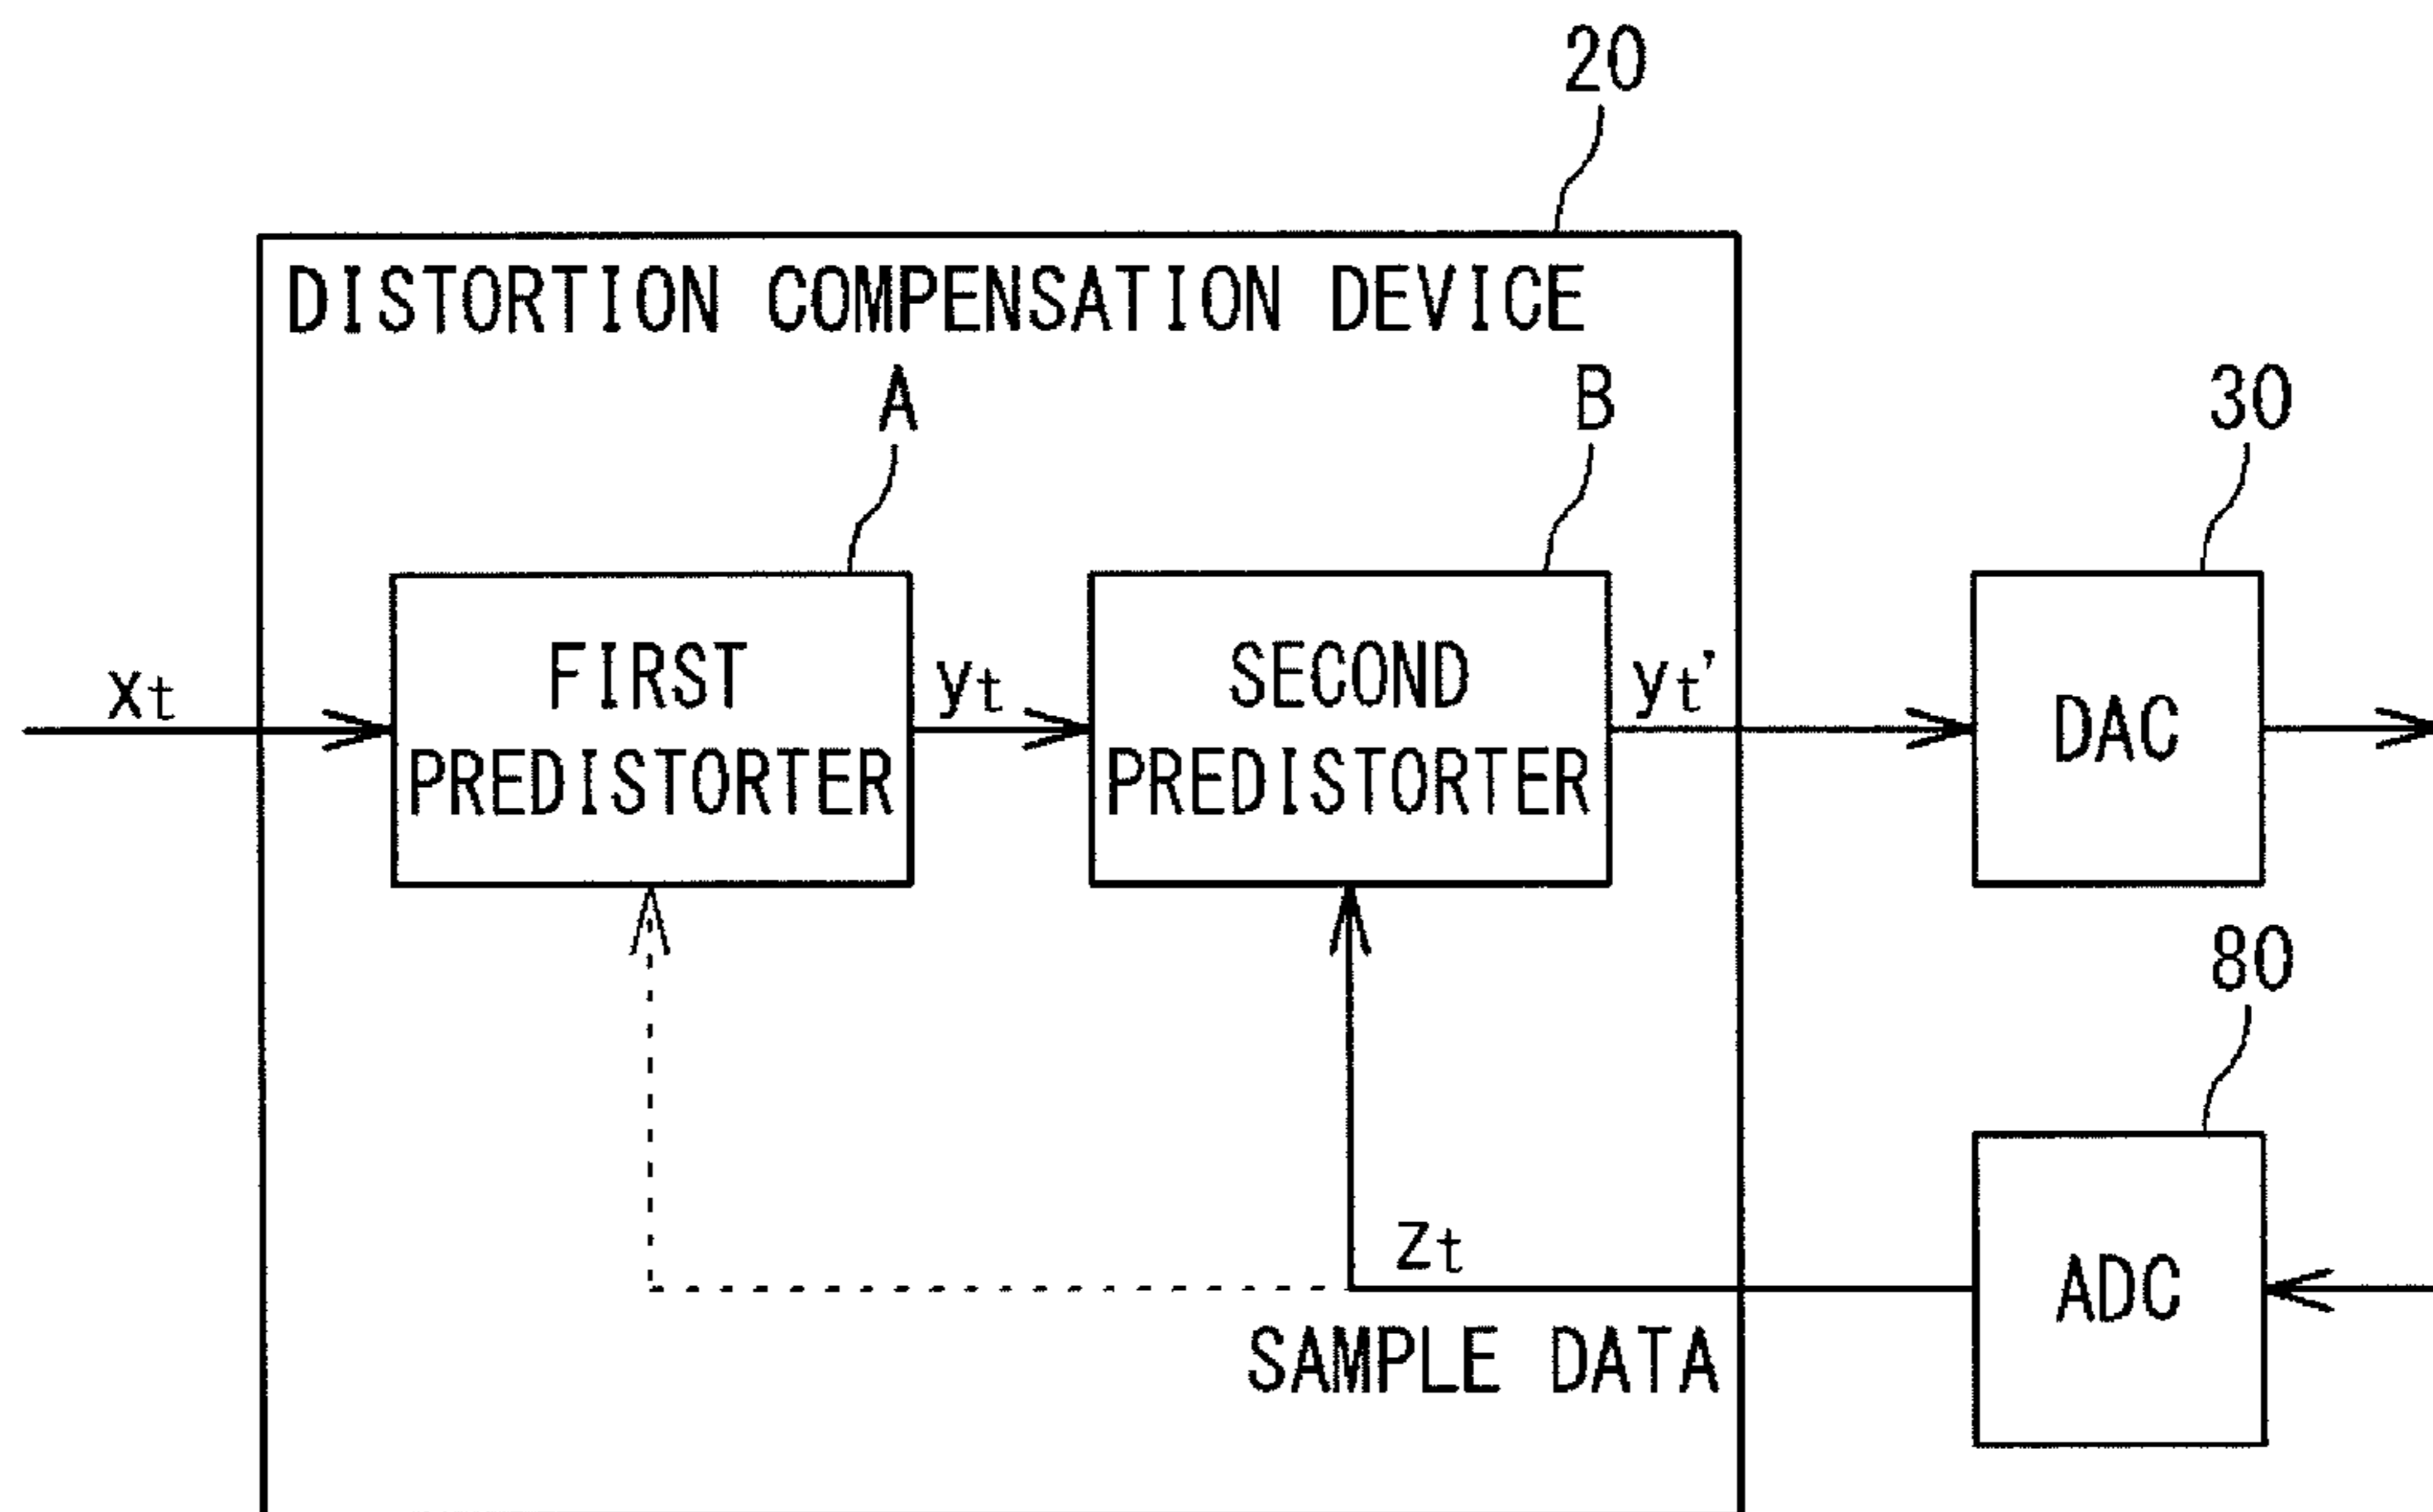 20
DISTORTION COMPENSATION DEVICE
A
B
30
FIRST
PREDISTORTER
SECOND
PREDISTORTER
xt
yt
yt'
DAC
80
zt
ADC
SAMPLE DATA